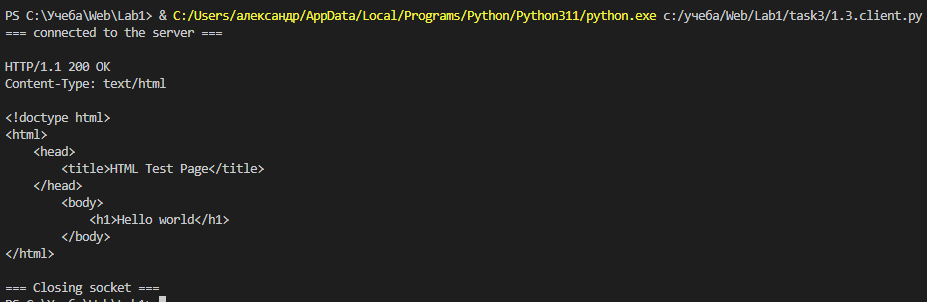 PS C:\Учеба\Web\Lab1> & C:/Users/александр/AppData/Local/Programs/Python/Python311/python.exe c:/учеба/Web/Lab1/task3/1.3.client.py
=== connected to the server ===

HTTP/1.1 200 OK
Content-Type: text/html

<!doctype html>
<html>
    <head>
        <title>HTML Test Page</title>
    </head>
        <body>
            <h1>Hello world</h1>
        </body>
</html>

=== Closing socket ===
PS C:\Учеба\Web\Lab1>